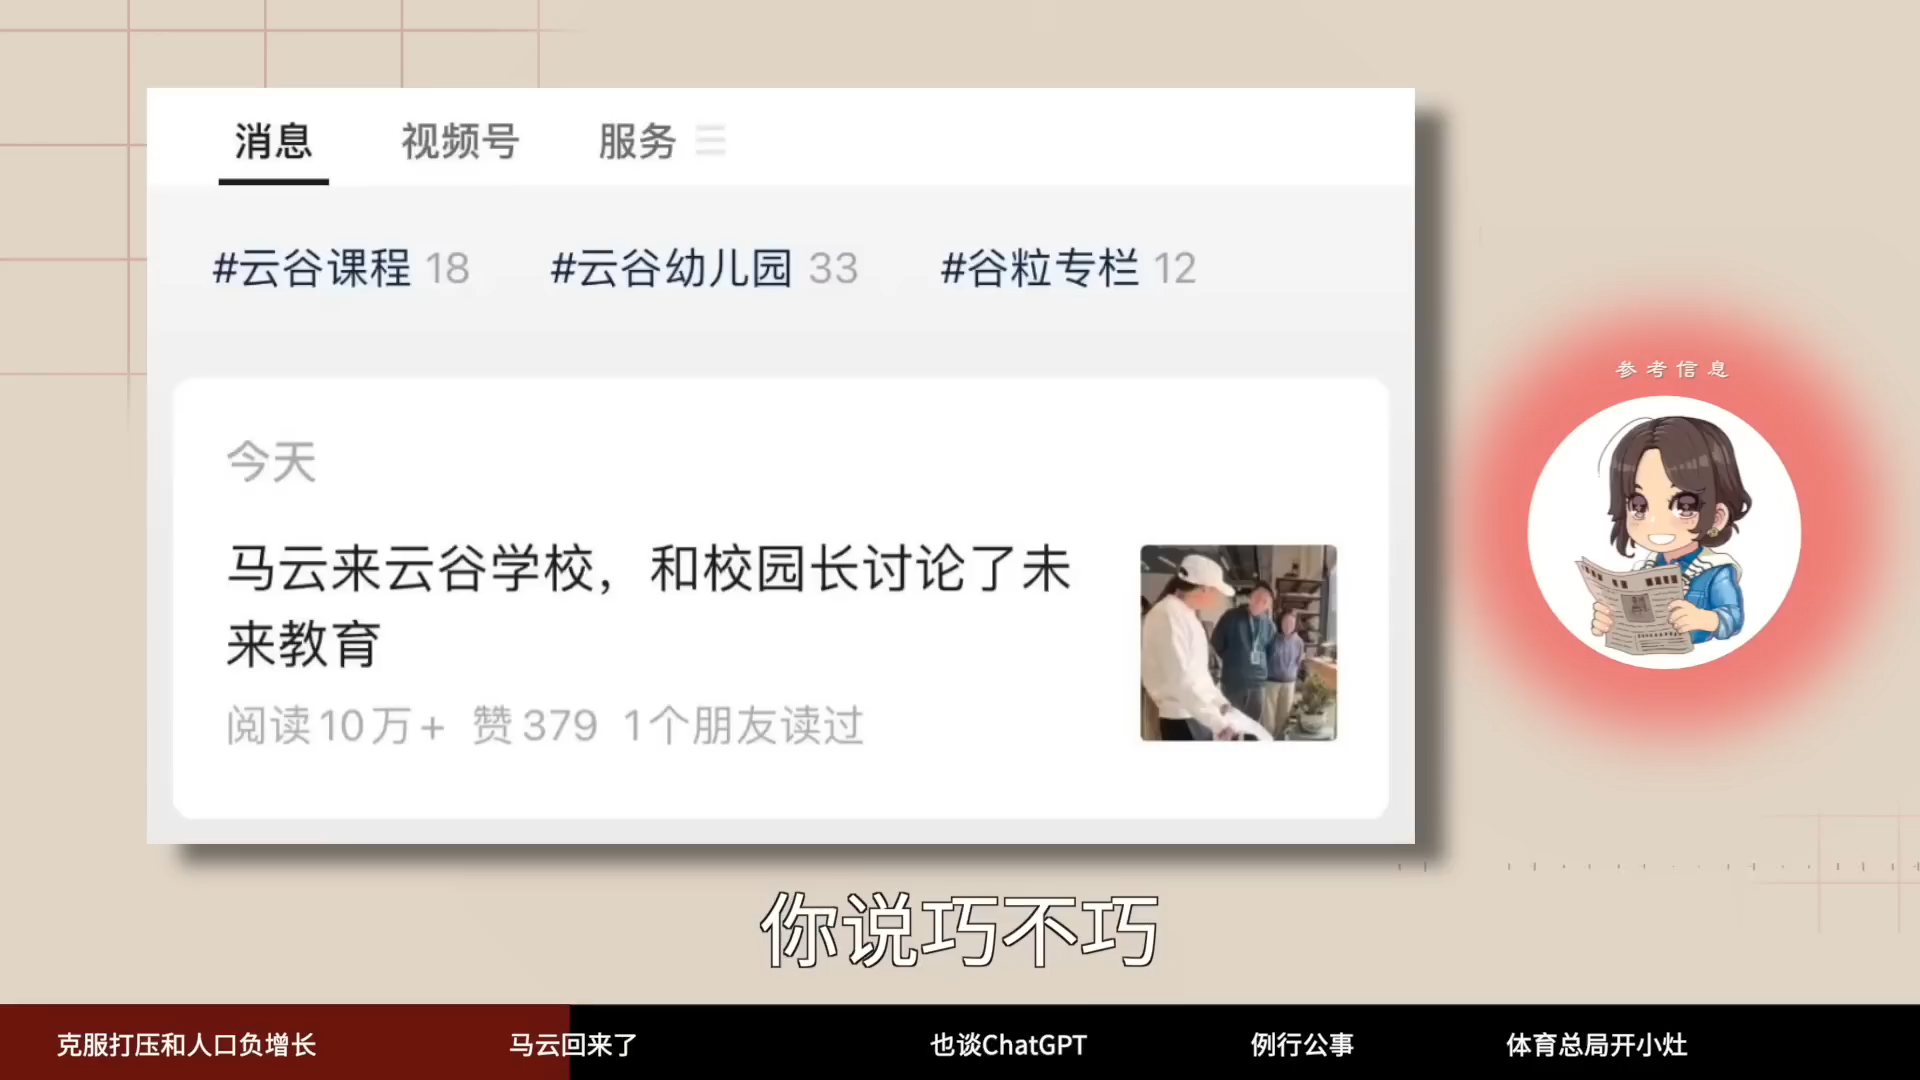 消息 视频号 服务
#云谷课程 18 #云谷幼儿园 33 #谷粒专栏 12
今天
马云来云谷学校，和校园长讨论了未
来教育
阅读10万+ 赞379 1个朋友读过
参考信息
你说巧不巧
克服打压和人口负增长 马云回来了 也谈ChatGPT 例行公事 体育总局开小灶